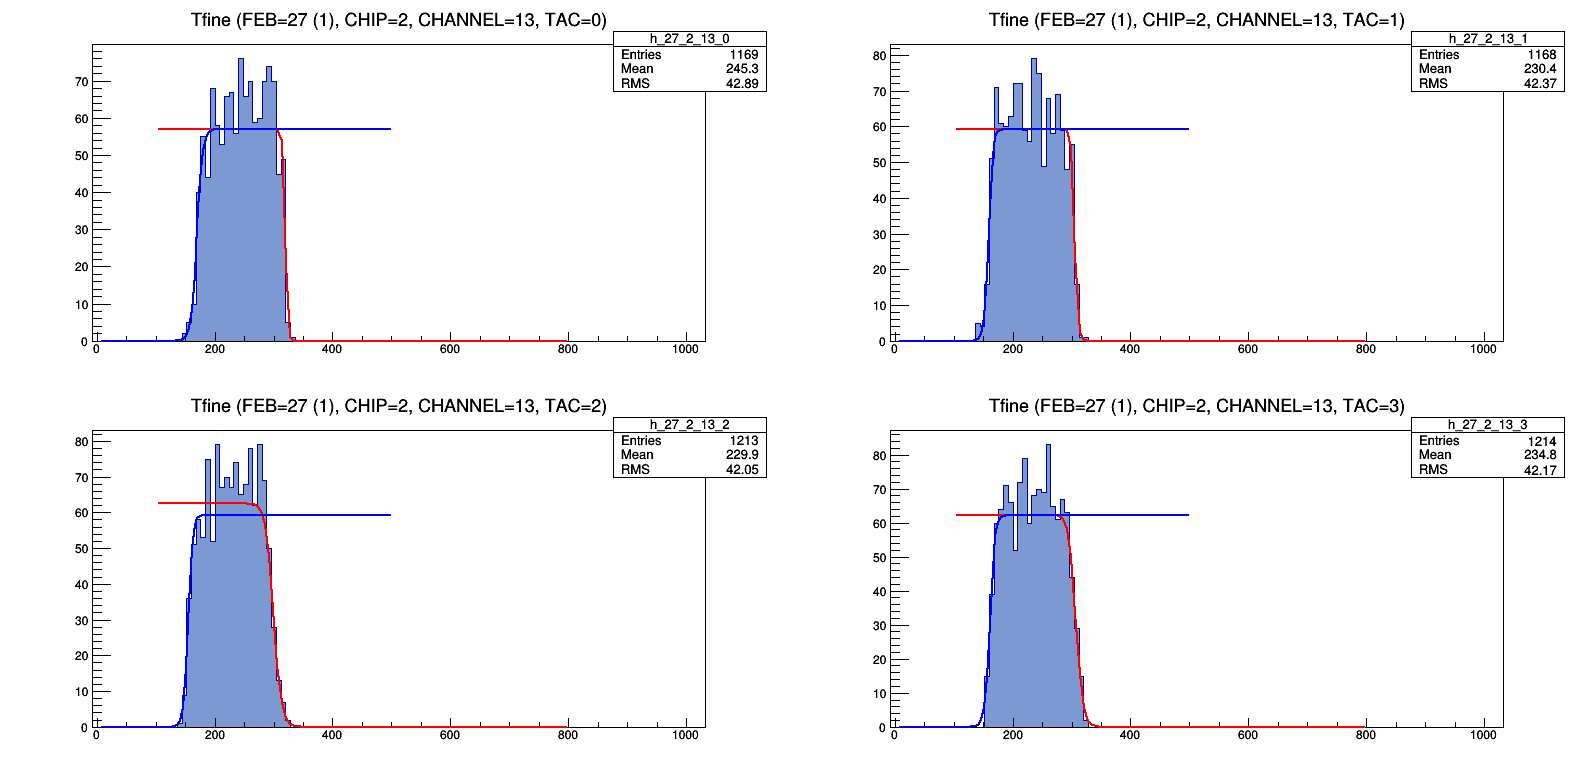 Tfine (FEB=27 (1), CHIP=2, CHANNEL=13, TAC=0)
h_27_2_13_0
Entries 1169
Mean 245.3
RMS 42.89
70
60
50
40
30
20
10
0
0 200 400 600 800 1000
Tfine (FEB=27 (1), CHIP=2, CHANNEL=13, TAC=1)
h_27_2_13_1
Entries 1168
Mean 230.4
RMS 42.37
80
70
60
50
40
30
20
10
0
0 200 400 600 800 1000
Tfine (FEB=27 (1), CHIP=2, CHANNEL=13, TAC=2)
h_27_2_13_2
Entries 1213
Mean 229.9
RMS 42.05
80
70
60
50
40
30
20
10
0
0 200 400 600 800 1000
Tfine (FEB=27 (1), CHIP=2, CHANNEL=13, TAC=3)
h_27_2_13_3
Entries 1214
Mean 234.8
RMS 42.17
80
70
60
50
40
30
20
10
0
0 200 400 600 800 1000